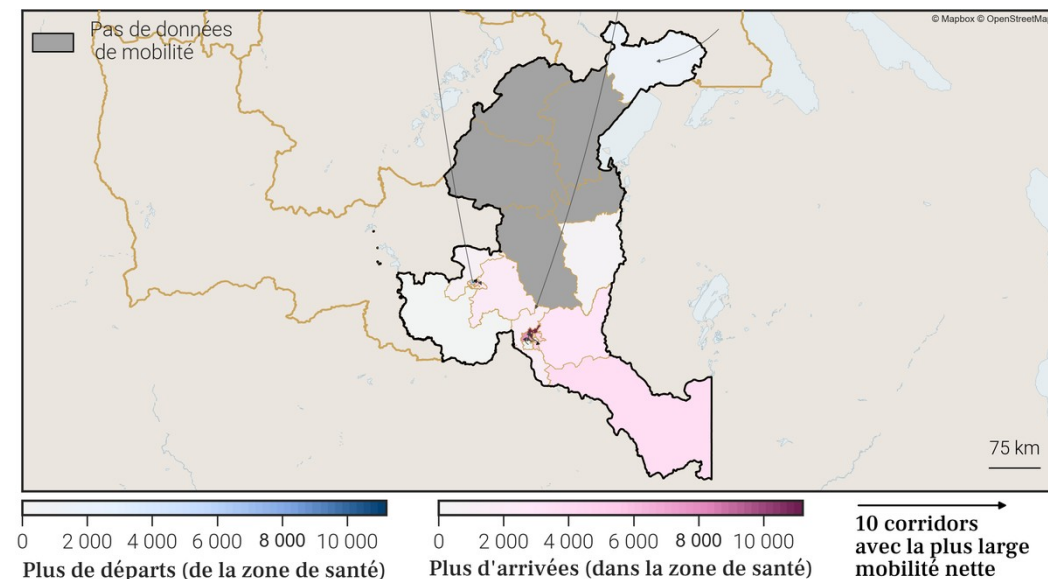 © Mapbox © OpenStreetMap
Pas de données
de mobilité
75 km
0 2 000 4 000 6 000 8 000 10 000
Plus de départs (de la zone de santé)
0 2 000 4 000 6 000 8 000 10 000
Plus d'arrivées (dans la zone de santé)
10 corridors
avec la plus large
mobilité nette